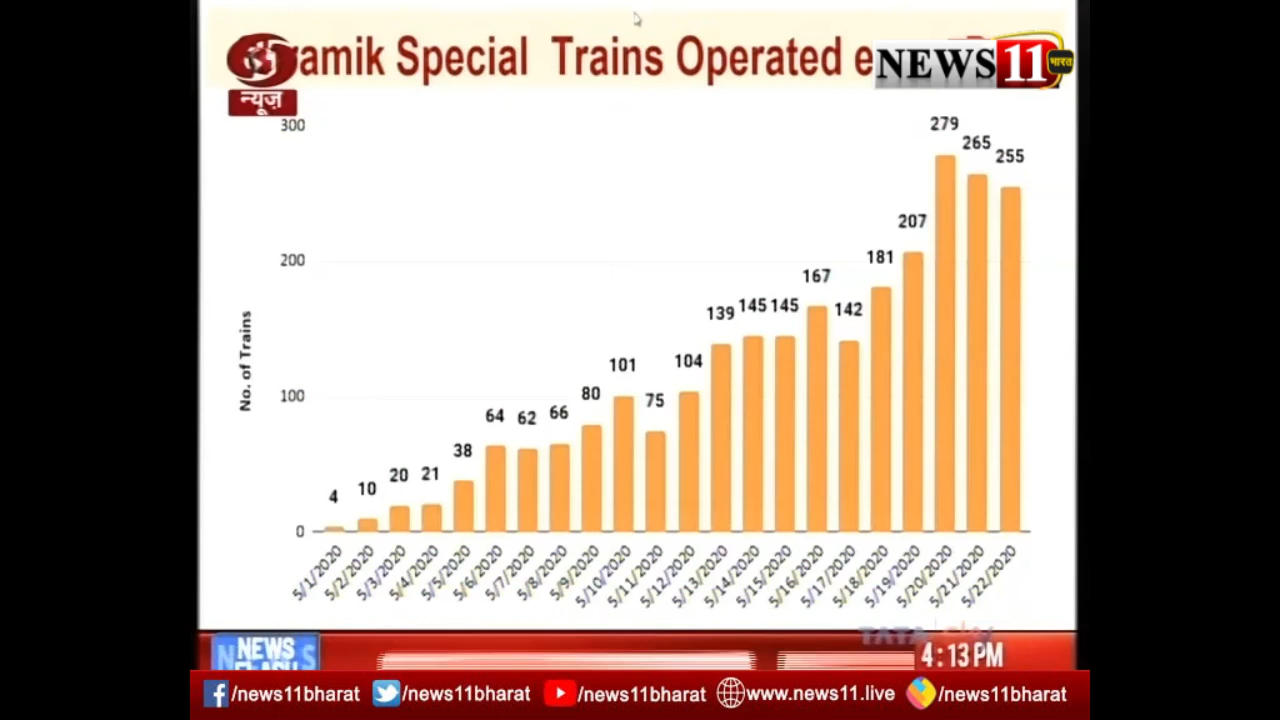 ramik Special Trains Operated e
NEWS 11 भारत
न्यूज़
300
279
265
255
207
200
181
167
145 145
139
142
No. of Trains
104
101
100
80
75
64 62 66
38
20 21
10
4
0
5/1/2020 5/2/2020 5/3/2020 5/4/2020 5/5/2020 5/6/2020 5/7/2020 5/8/2020 5/9/2020 5/10/2020 5/11/2020 5/12/2020 5/13/2020 5/14/2020 5/15/2020 5/16/2020 5/17/2020 5/18/2020 5/19/2020 5/20/2020 5/21/2020 5/22/2020
TATA
NEWS
FLASH
4:13 PM
/news11bharat /news11bharat /news11bharat www.news11.live /news11bharat